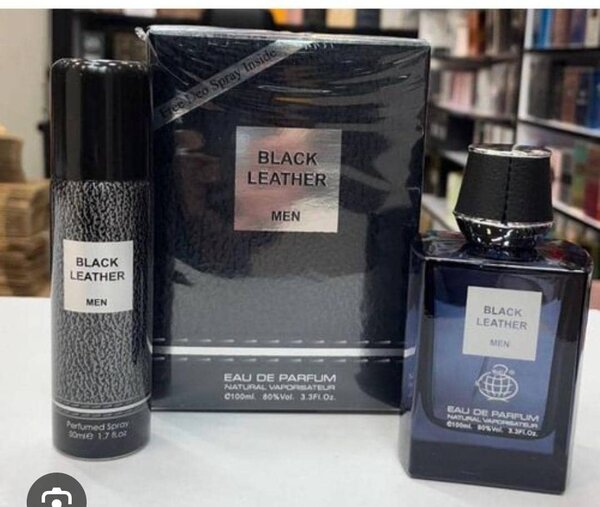 BLACK
LEATHER
MEN
Perfumed Spray
50ml℮ 1.7 fl.oz
Free Deo Spray Inside
BLACK
LEATHER
MEN
EAU DE PARFUM
NATURAL VAPORISATEUR
℮100ml. 80%Vol. 3.3Fl.Oz.
BLACK
LEATHER
MEN
EAU DE PARFUM
NATURAL VAPORISATEUR
℮100ml. 80%Vol. 3.3Fl.Oz.